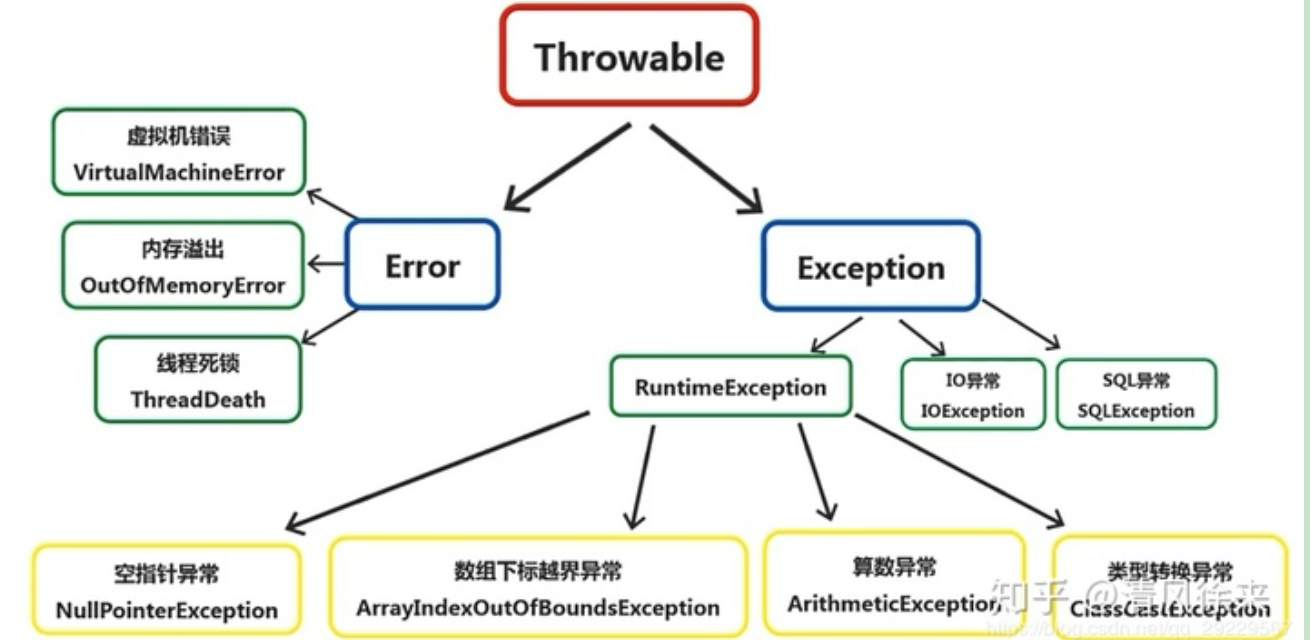 Throwable
虚拟机错误
VirtualMachineError
内存溢出
OutOfMemoryError
线程死锁
ThreadDeath
Error
Exception
RuntimeException
IO异常
IOException
SQL异常
SQLException
空指针异常
NullPointerException
数组下标越界异常
ArrayIndexOutOfBoundsException
算数异常
ArithmeticException
类型转换异常
ClassCastException
知乎 @清风徐来